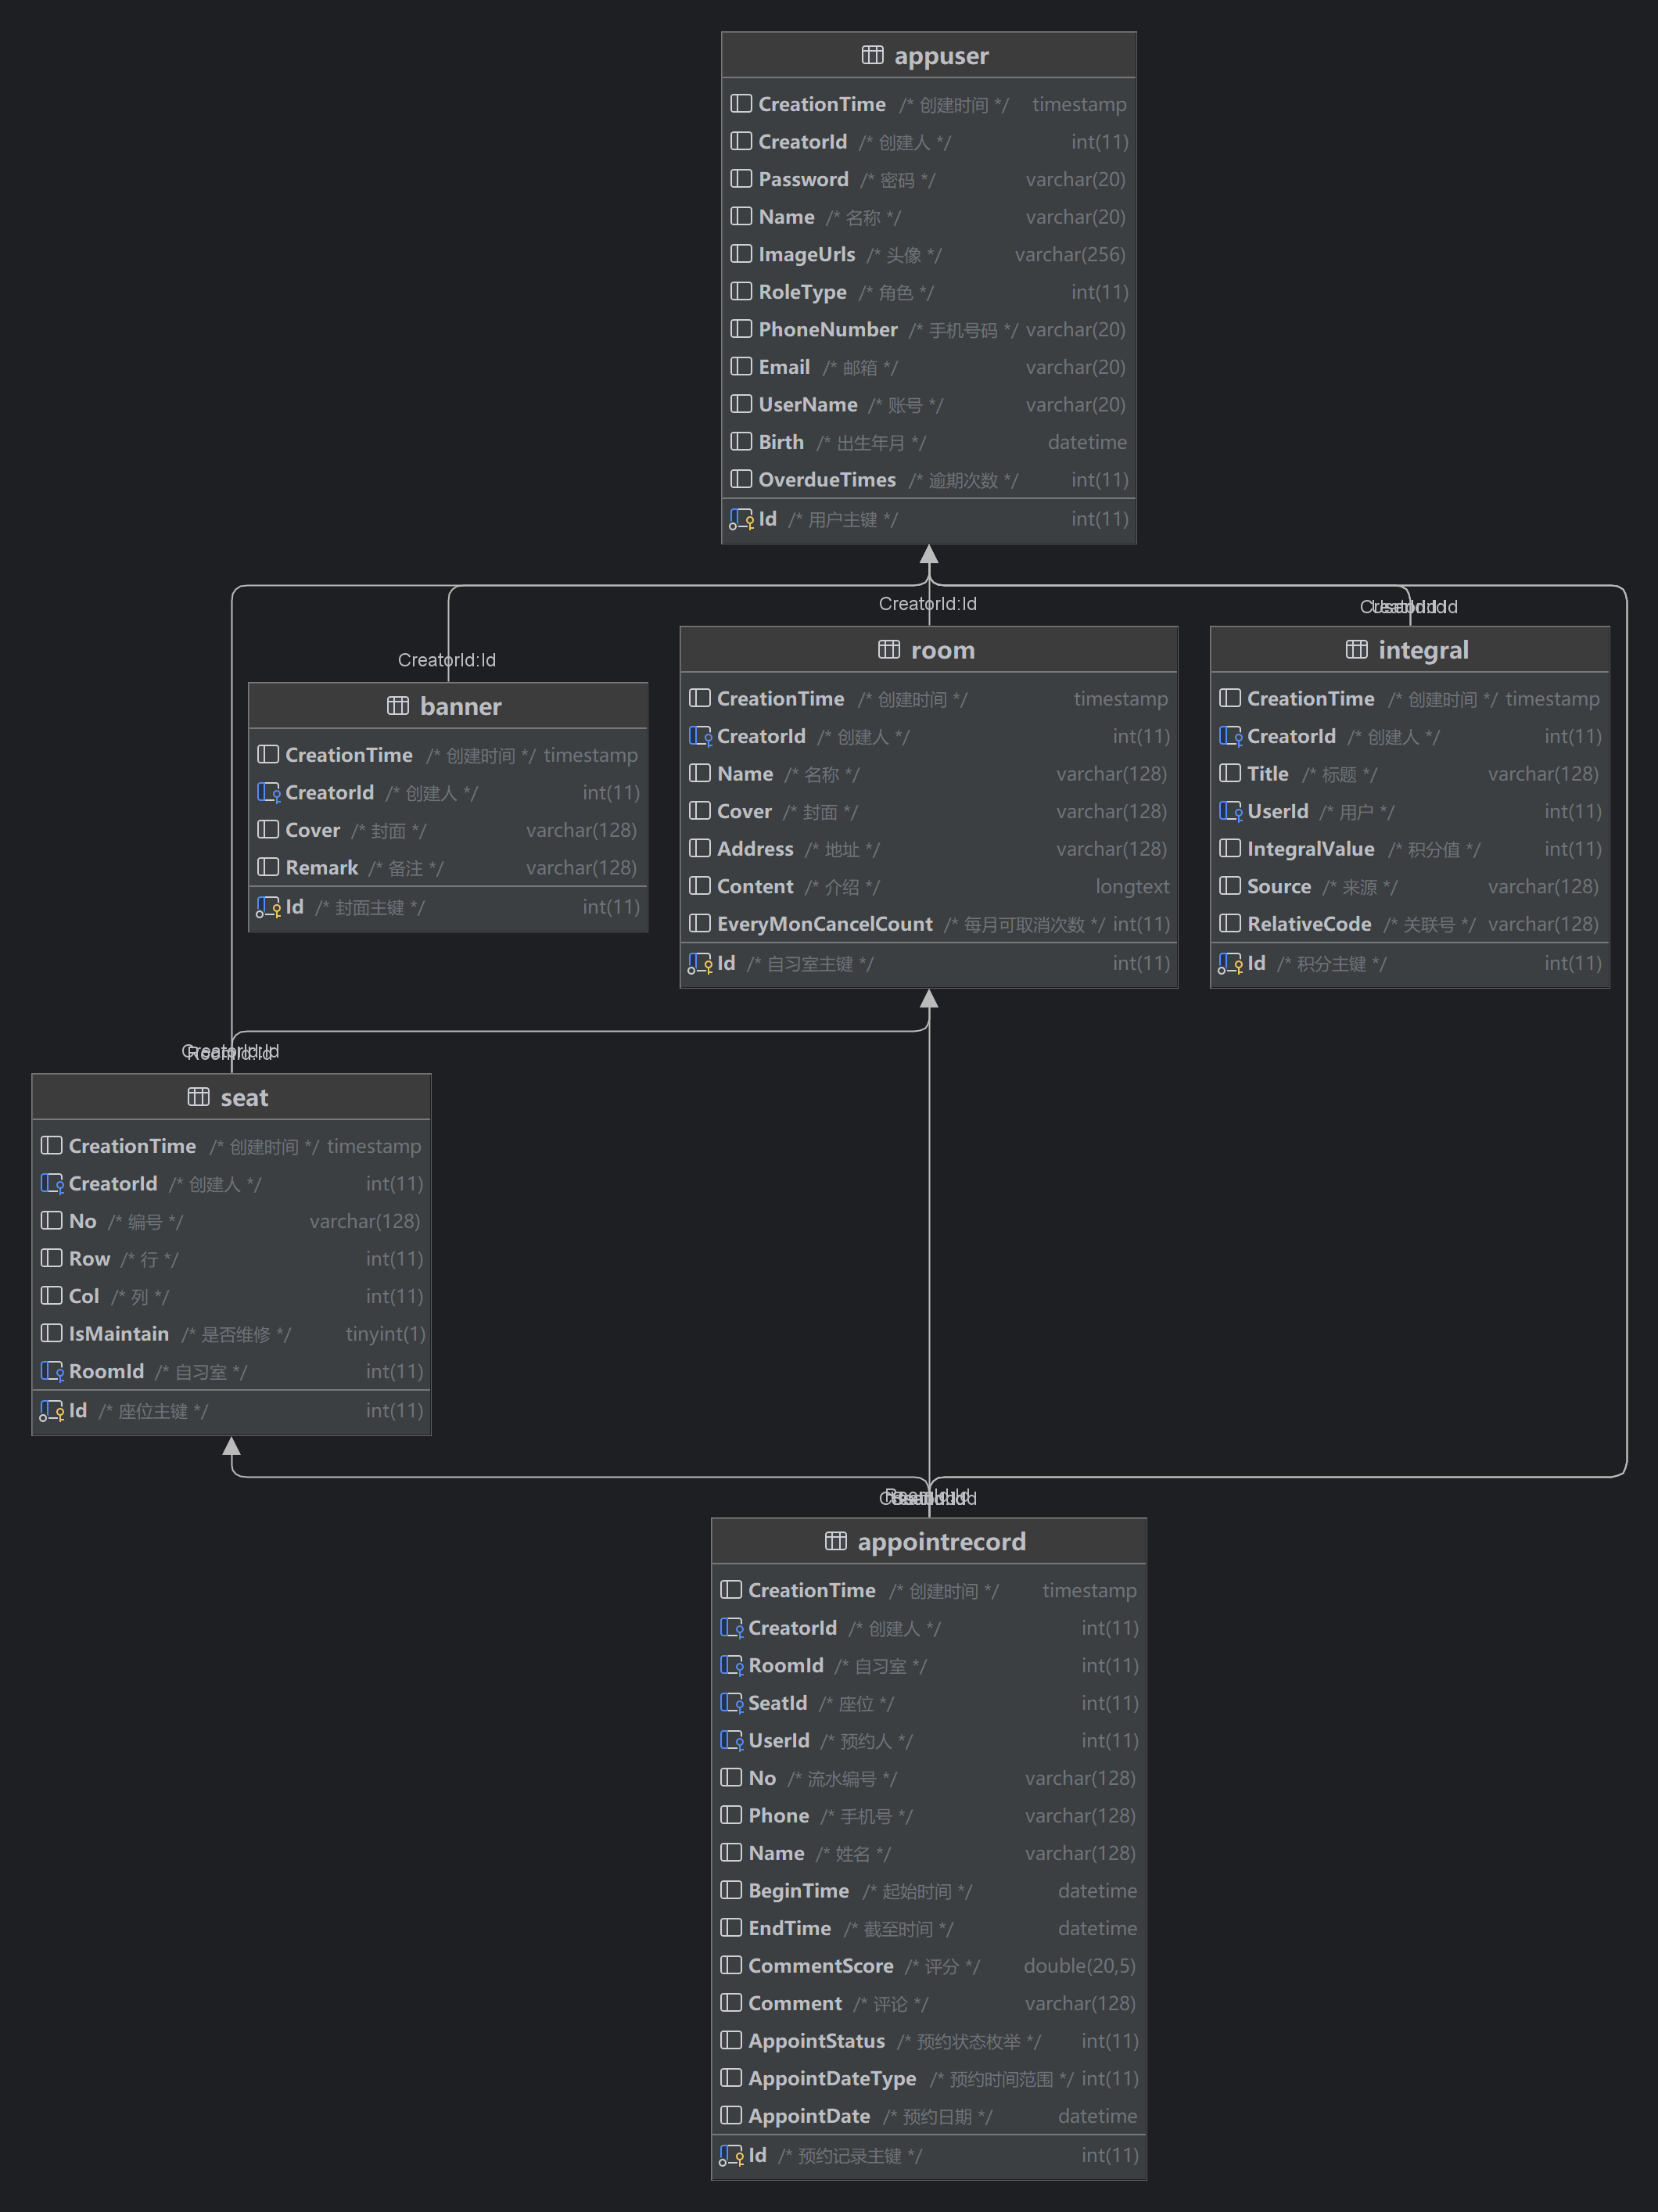 appuser
CreationTime /* 创建时间 */ timestamp
CreatorId /* 创建人 */ int(11)
Password /* 密码 */ varchar(20)
Name /* 名称 */ varchar(20)
ImageUrls /* 头像 */ varchar(256)
RoleType /* 角色 */ int(11)
PhoneNumber /* 手机号码 */ varchar(20)
Email /* 邮箱 */ varchar(20)
UserName /* 账号 */ varchar(20)
Birth /* 出生年月 */ datetime
OverdueTimes /* 逾期次数 */ int(11)
Id /* 用户主键 */ int(11)
CreatorId:Id
CreatorId:Id
banner
CreationTime /* 创建时间 */ timestamp
CreatorId /* 创建人 */ int(11)
Cover /* 封面 */ varchar(128)
Remark /* 备注 */ varchar(128)
Id /* 封面主键 */ int(11)
room
CreationTime /* 创建时间 */ timestamp
CreatorId /* 创建人 */ int(11)
Name /* 名称 */ varchar(128)
Cover /* 封面 */ varchar(128)
Address /* 地址 */ varchar(128)
Content /* 介绍 */ longtext
EveryMonCancelCount /* 每月可取消次数 */ int(11)
Id /* 自习室主键 */ int(11)
integral
CreationTime /* 创建时间 */ timestamp
CreatorId /* 创建人 */ int(11)
Title /* 标题 */ varchar(128)
UserId /* 用户 */ int(11)
IntegralValue /* 积分值 */ int(11)
Source /* 来源 */ varchar(128)
RelativeCode /* 关联号 */ varchar(128)
Id /* 积分主键 */ int(11)
seat
CreationTime /* 创建时间 */ timestamp
CreatorId /* 创建人 */ int(11)
No /* 编号 */ varchar(128)
Row /* 行 */ int(11)
Col /* 列 */ int(11)
IsMaintain /* 是否维修 */ tinyint(1)
RoomId /* 自习室 */ int(11)
Id /* 座位主键 */ int(11)
appointrecord
CreationTime /* 创建时间 */ timestamp
CreatorId /* 创建人 */ int(11)
RoomId /* 自习室 */ int(11)
SeatId /* 座位 */ int(11)
UserId /* 预约人 */ int(11)
No /* 流水编号 */ varchar(128)
Phone /* 手机号 */ varchar(128)
Name /* 姓名 */ varchar(128)
BeginTime /* 起始时间 */ datetime
EndTime /* 截至时间 */ datetime
CommentScore /* 评分 */ double(20,5)
Comment /* 评论 */ varchar(128)
AppointStatus /* 预约状态枚举 */ int(11)
AppointDateType /* 预约时间范围 */ int(11)
AppointDate /* 预约日期 */ datetime
Id /* 预约记录主键 */ int(11)